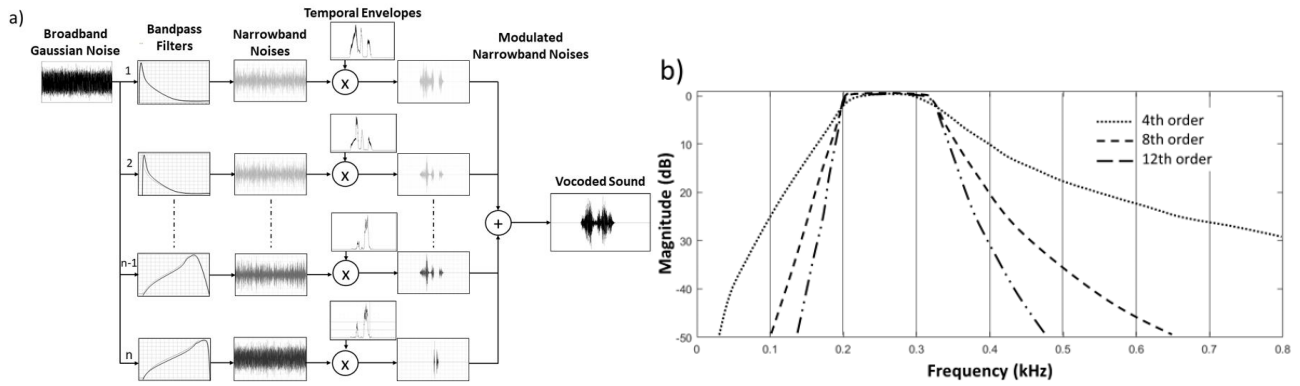 a)
Broadband
Gaussian Noise
Bandpass
Filters
Narrowband
Noises
Temporal Envelopes
Modulated
Narrowband Noises
1
X
2
X
n-1
X
n
X
+
Vocoded Sound
b)
Magnitude (dB)
0
10
20
30
40
-50
0
0.1
0.2
0.3
0.4
0.5
0.6
0.7
0.8
Frequency (kHz)
4th order
8th order
12th order